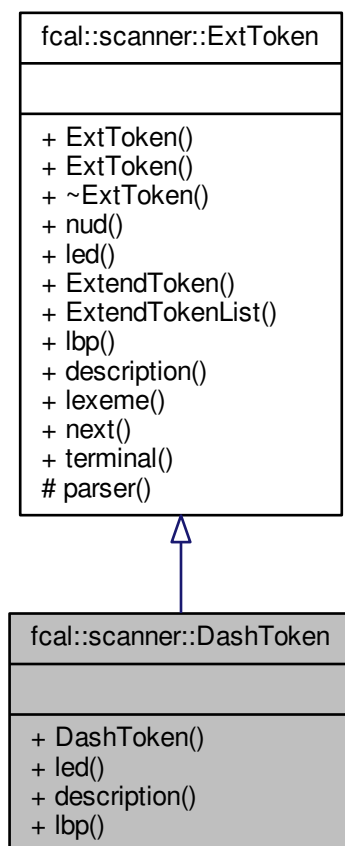 fcal::scanner::ExtToken
+ ExtToken()
+ ExtToken()
+ ~ExtToken()
+ nud()
+ led()
+ ExtendToken()
+ ExtendTokenList()
+ lbp()
+ description()
+ lexeme()
+ next()
+ terminal()
# parser()
fcal::scanner::DashToken
+ DashToken()
+ led()
+ description()
+ lbp()